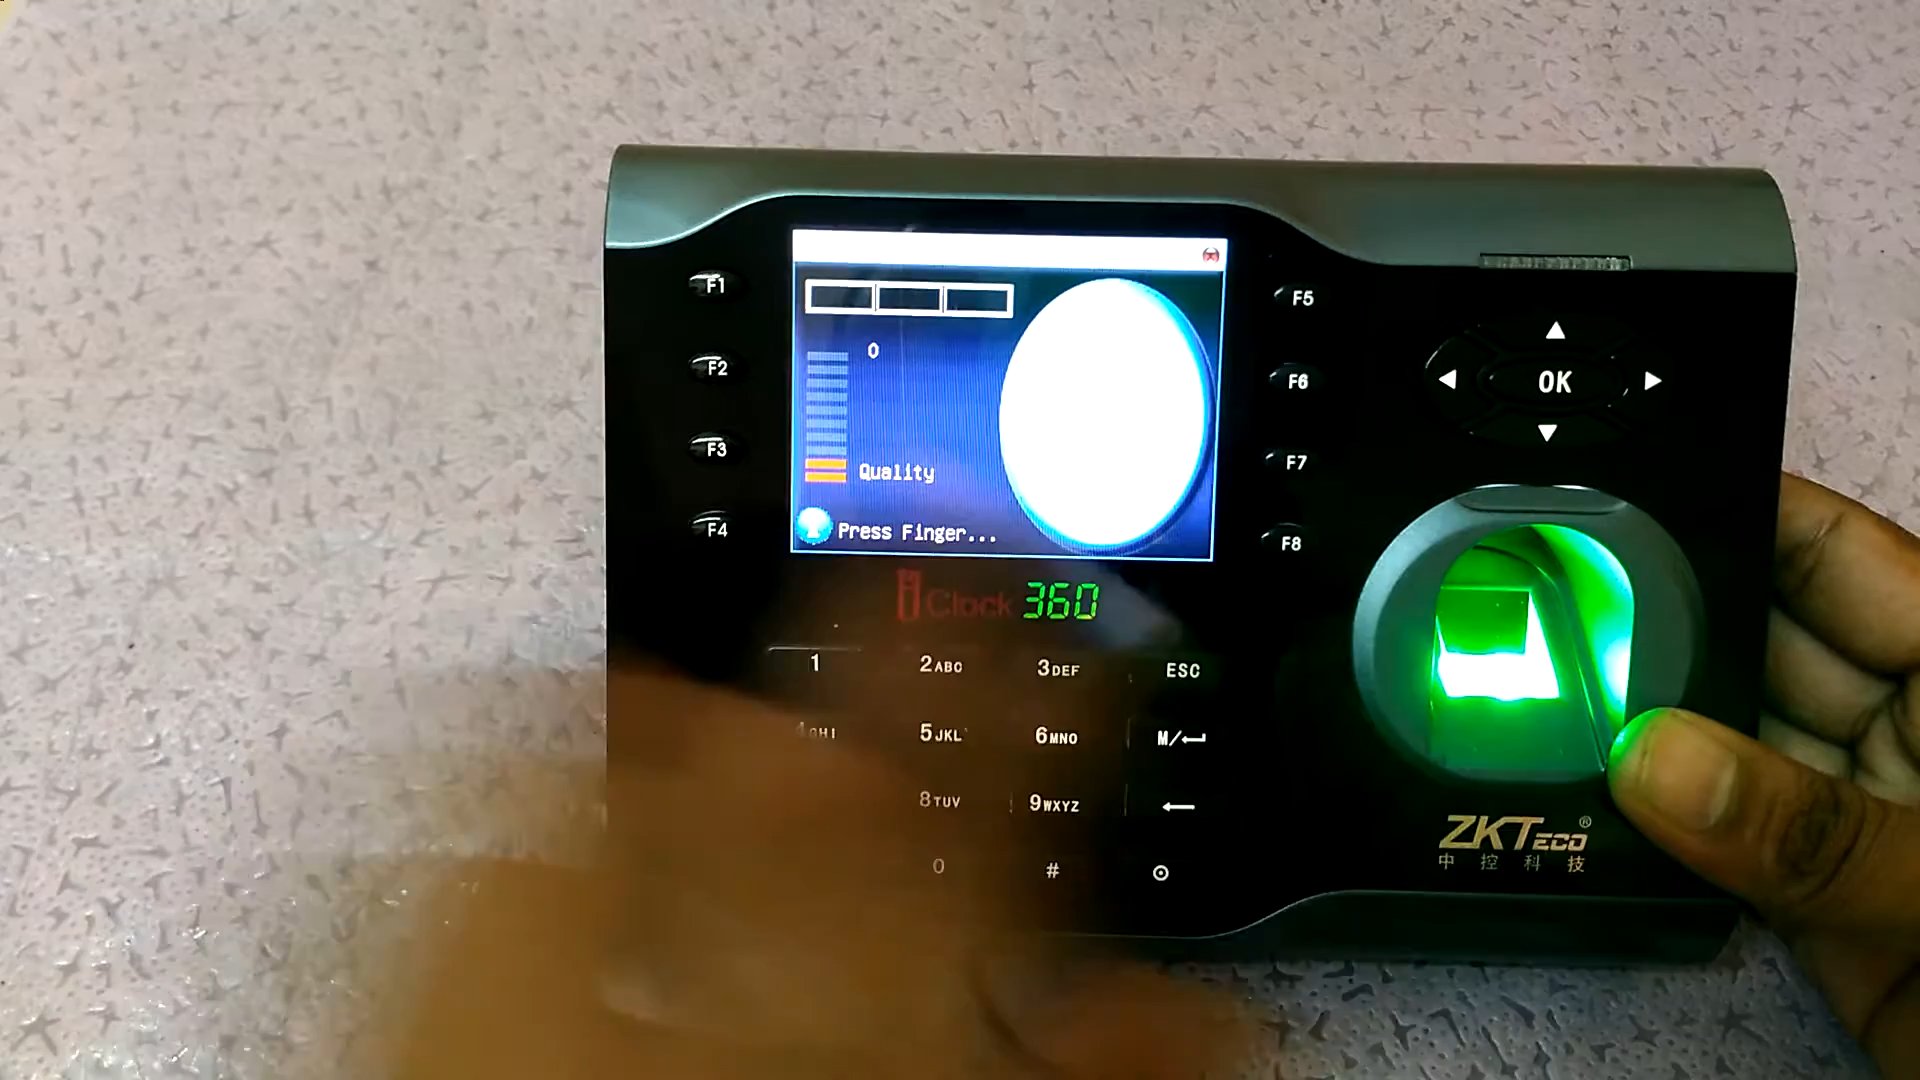 F1
F2
F3
F4
0
Quality
Press Finger...
F5
F6
F7
F8
OK
iClock 360
1
2ABC
3DEF
ESC
4GHI
5JKL
6MNO
M/
8TUV
9WXYZ
0
#
ZKTECO®
中控科技